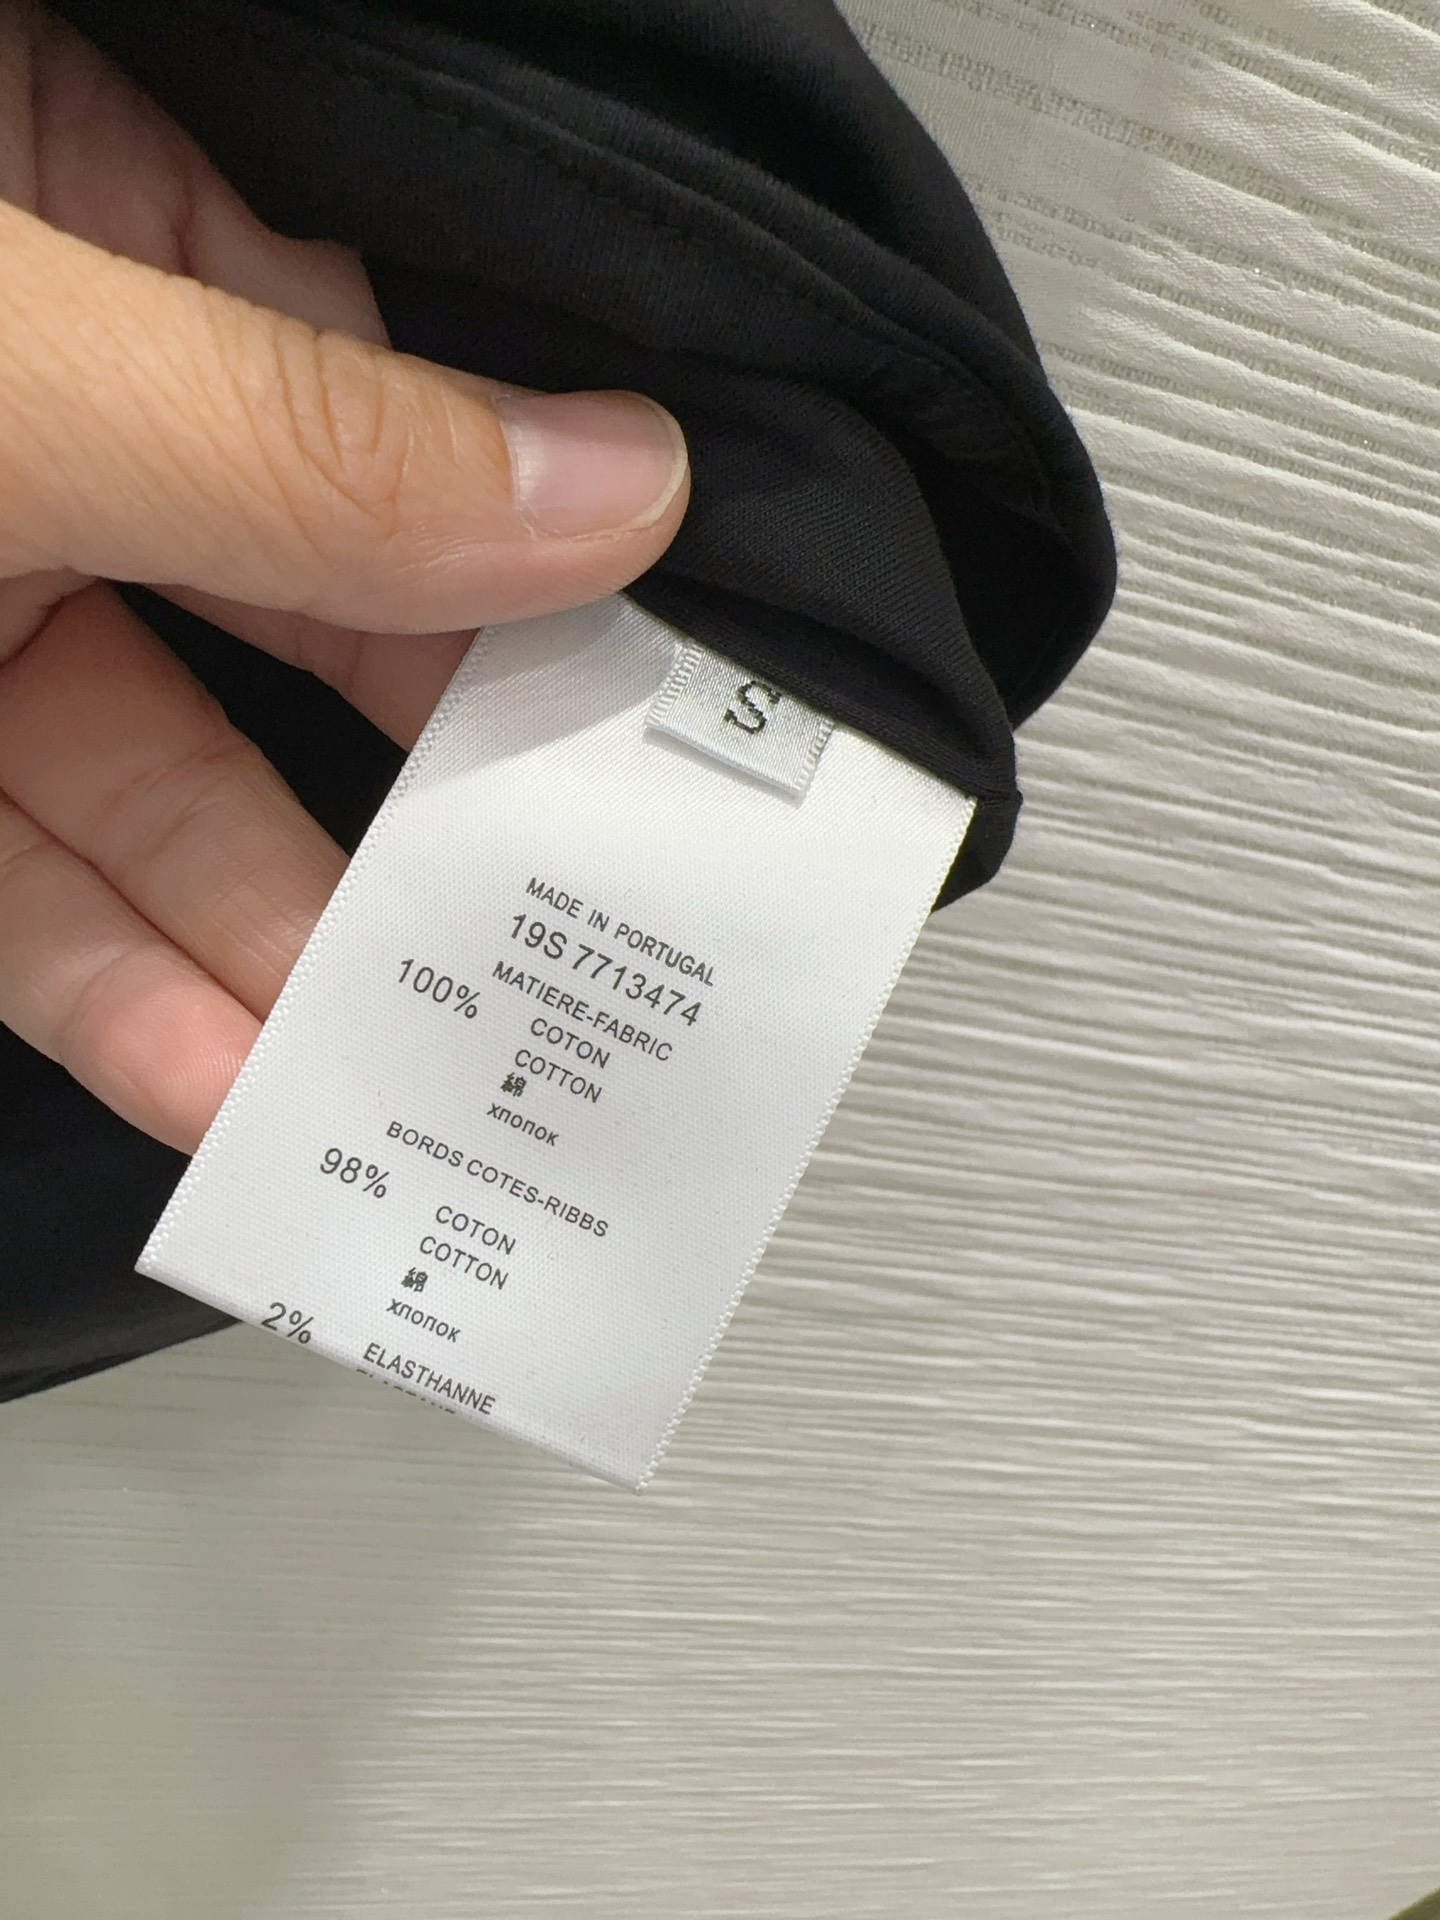 S
MADE IN PORTUGAL
19S 7713474
MATIERE-FABRIC
100% COTON
COTTON
綿
хлопок
BORDS COTES-RIBBS
98% COTON
COTTON
綿
хлопок
2% ELASTHANNE